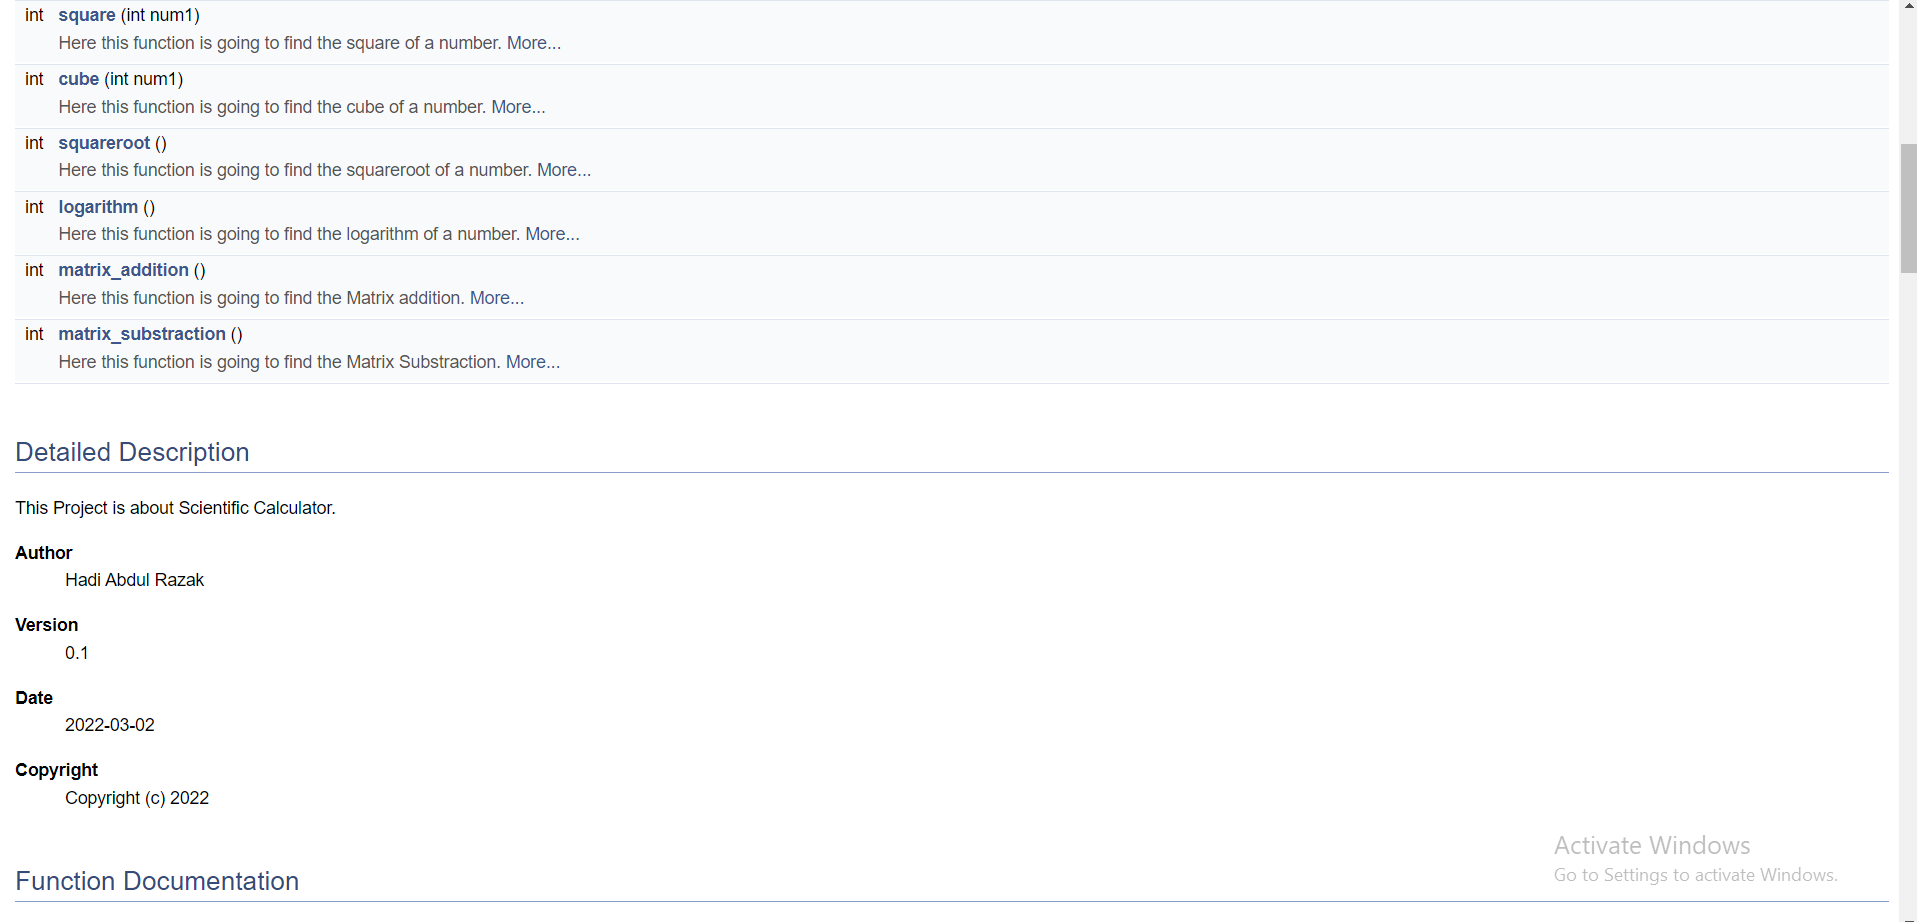 int square (int num1)
Here this function is going to find the square of a number. More...
int cube (int num1)
Here this function is going to find the cube of a number. More...
int squareroot ()
Here this function is going to find the squareroot of a number. More...
int logarithm ()
Here this function is going to find the logarithm of a number. More...
int matrix_addition ()
Here this function is going to find the Matrix addition. More...
int matrix_substraction ()
Here this function is going to find the Matrix Substraction. More...
Detailed Description
This Project is about Scientific Calculator.
Author
Hadi Abdul Razak
Version
0.1
Date
2022-03-02
Copyright
Copyright (c) 2022
Function Documentation
Activate Windows
Go to Settings to activate Windows.